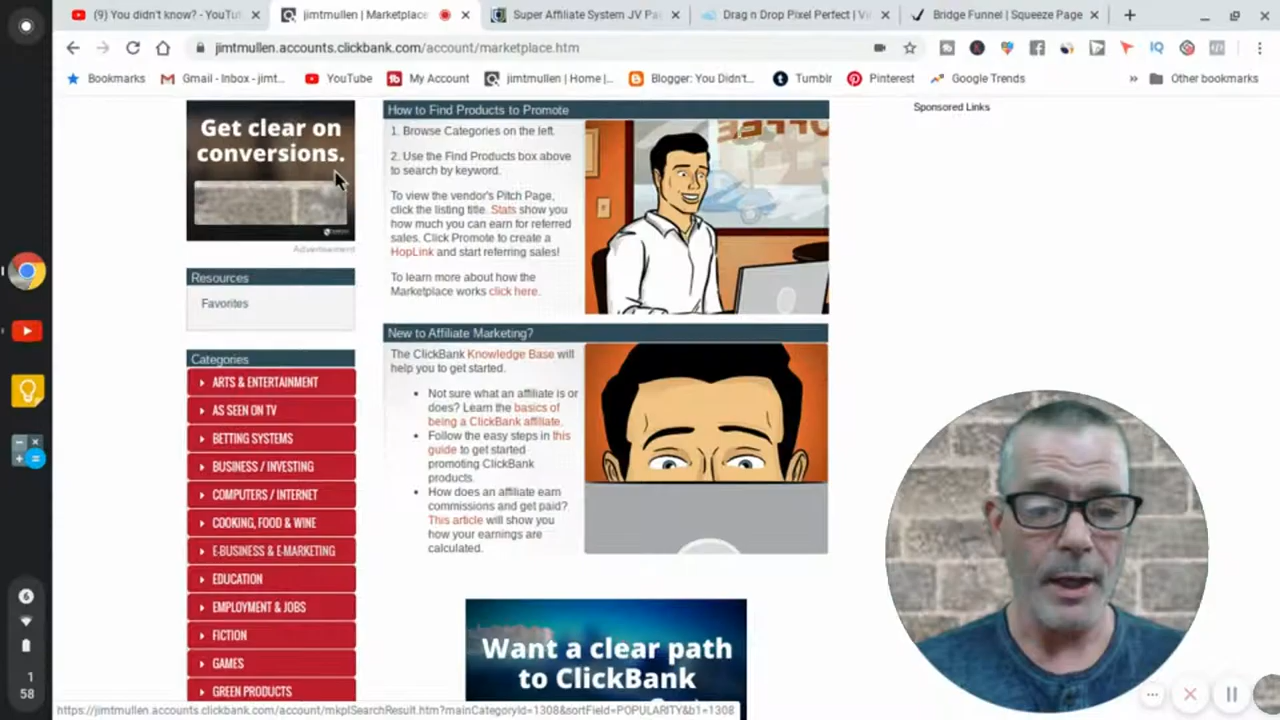 (9) You didn't know? - YouTu
jimtmullen | Marketplace
Super Affiliate System JV Pa
Drag n Drop Pixel Perfect | Vi
Bridge Funnel | Squeeze Page
jimtmullen.accounts.clickbank.com/account/marketplace.htm
Bookmarks
Gmail - Inbox - jimt...
YouTube
My Account
jimtmullen | Home |...
Blogger: You Didn't...
Tumblr
Pinterest
Google Trends
Other bookmarks
Get clear on
conversions.
Advertisement
Resources
Favorites
Categories
ARTS & ENTERTAINMENT
AS SEEN ON TV
BETTING SYSTEMS
BUSINESS / INVESTING
COMPUTERS / INTERNET
COOKING, FOOD & WINE
E-BUSINESS & E-MARKETING
EDUCATION
EMPLOYMENT & JOBS
FICTION
GAMES
GREEN PRODUCTS
How to Find Products to Promote
1. Browse Categories on the left.
2. Use the Find Products box above
to search by keyword.
To view the vendor's Pitch Page,
click the listing title. Stats show you
how much you can earn for referred
sales. Click Promote to create a
HopLink and start referring sales!
To learn more about how the
Marketplace works click here.
New to Affiliate Marketing?
The ClickBank Knowledge Base will
help you to get started.
Not sure what an affiliate is or
does? Learn the basics of
being a ClickBank affiliate.
Follow the easy steps in this
guide to get started
promoting ClickBank
products.
How does an affiliate earn
commissions and get paid?
This article will show you
how your earnings are
calculated.
Want a clear path
to ClickBank
Sponsored Links
6
1
58
https://jimtmullen.accounts.clickbank.com/account/mkplSearchResult.htm?mainCategoryId=1308&sortField=POPULARITY&b1=1308